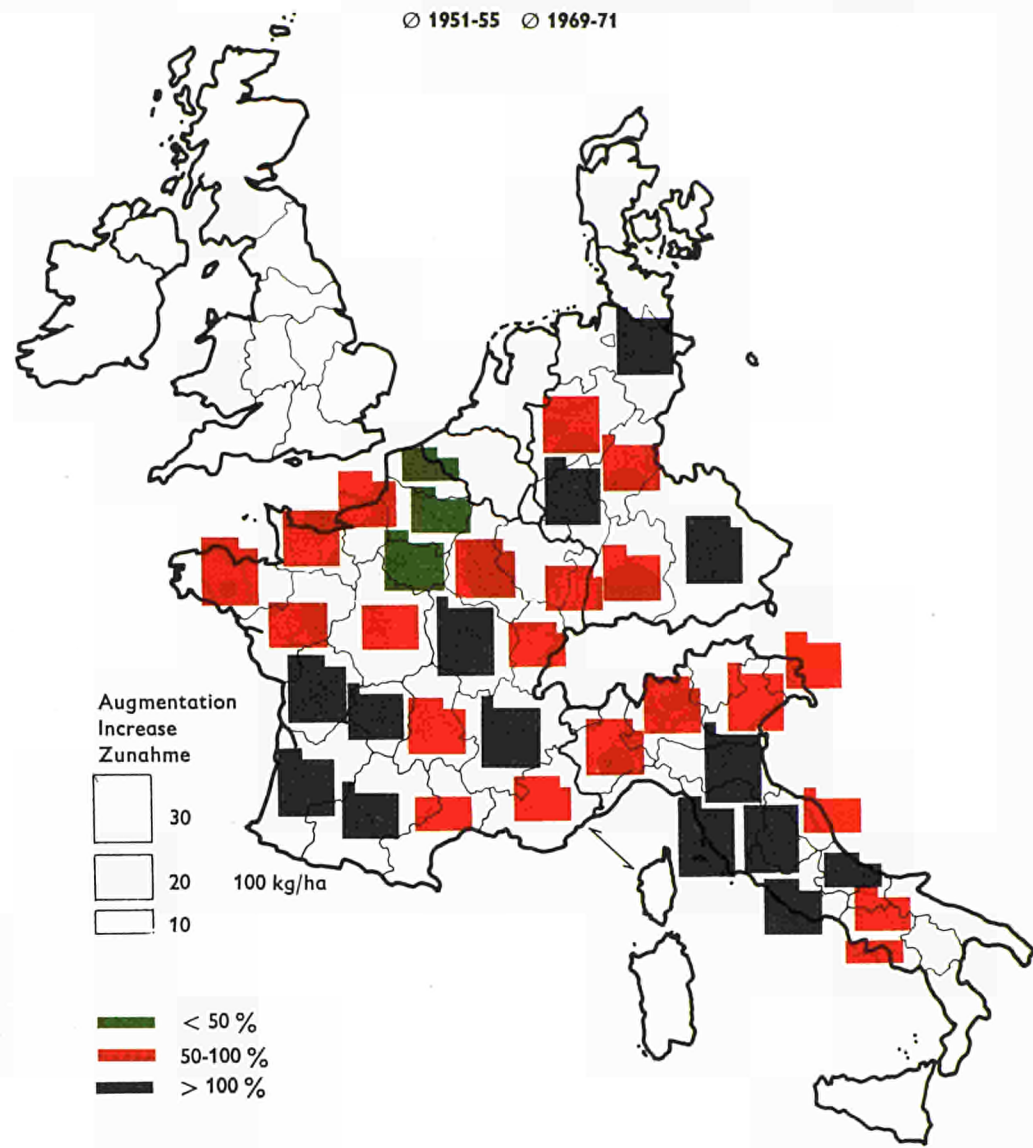 ∅ 1951-55 ∅ 1969-71
Augmentation
Increase
Zunahme
30
20 100 kg/ha
10
< 50 %
50-100 %
> 100 %